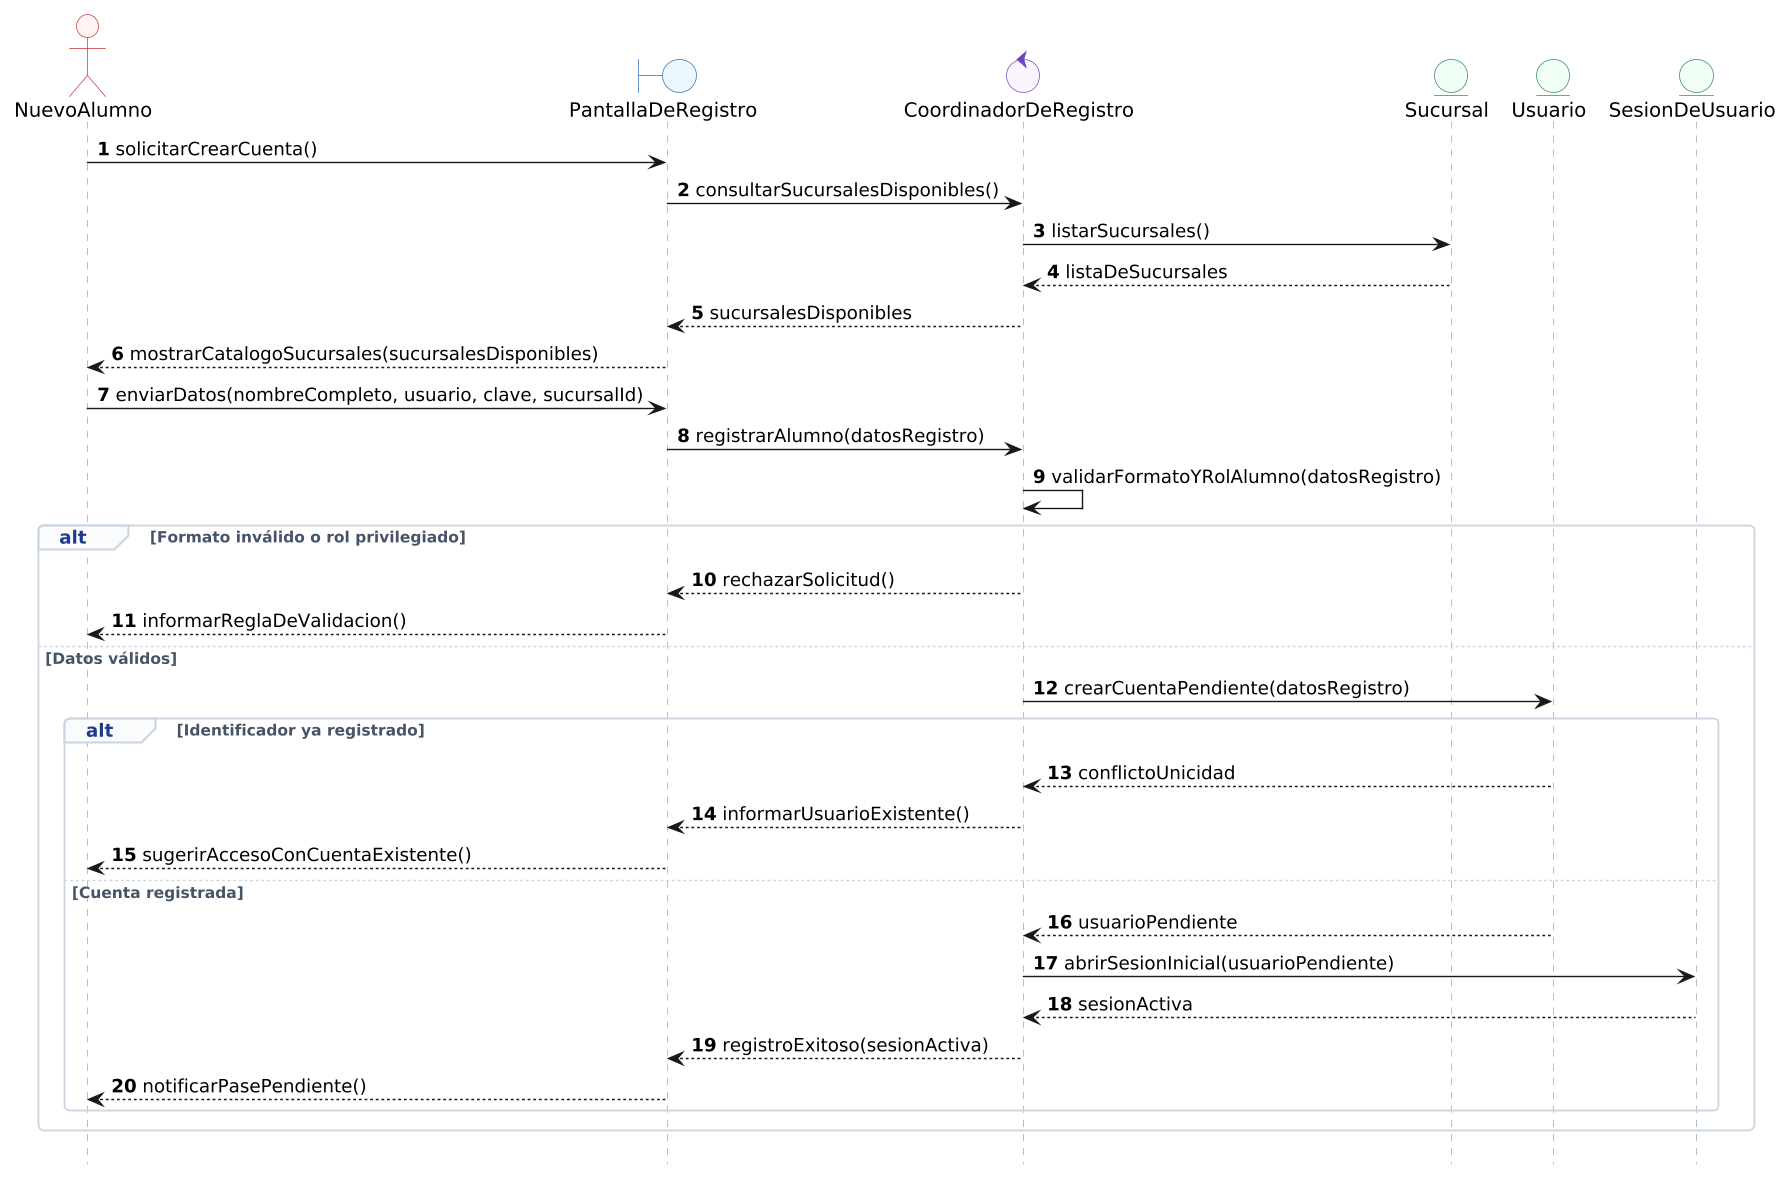 NuevoAlumno
PantallaDeRegistro
CoordinadorDeRegistro
Sucursal
Usuario
SesionDeUsuario
1 solicitarCrearCuenta()
2 consultarSucursalesDisponibles()
3 listarSucursales()
4 listaDeSucursales
5 sucursalesDisponibles
6 mostrarCatalogoSucursales(sucursalesDisponibles)
7 enviarDatos(nombreCompleto, usuario, clave, sucursalId)
8 registrarAlumno(datosRegistro)
9 validarFormatoYRolAlumno(datosRegistro)
alt [Formato inválido o rol privilegiado]
10 rechazarSolicitud()
11 informarReglaDeValidacion()
[Datos válidos]
12 crearCuentaPendiente(datosRegistro)
alt [Identificador ya registrado]
13 conflictoUnicidad
14 informarUsuarioExistente()
15 sugerirAccesoConCuentaExistente()
[Cuenta registrada]
16 usuarioPendiente
17 abrirSesionInicial(usuarioPendiente)
18 sesionActiva
19 registroExitoso(sesionActiva)
20 notificarPasePendiente()